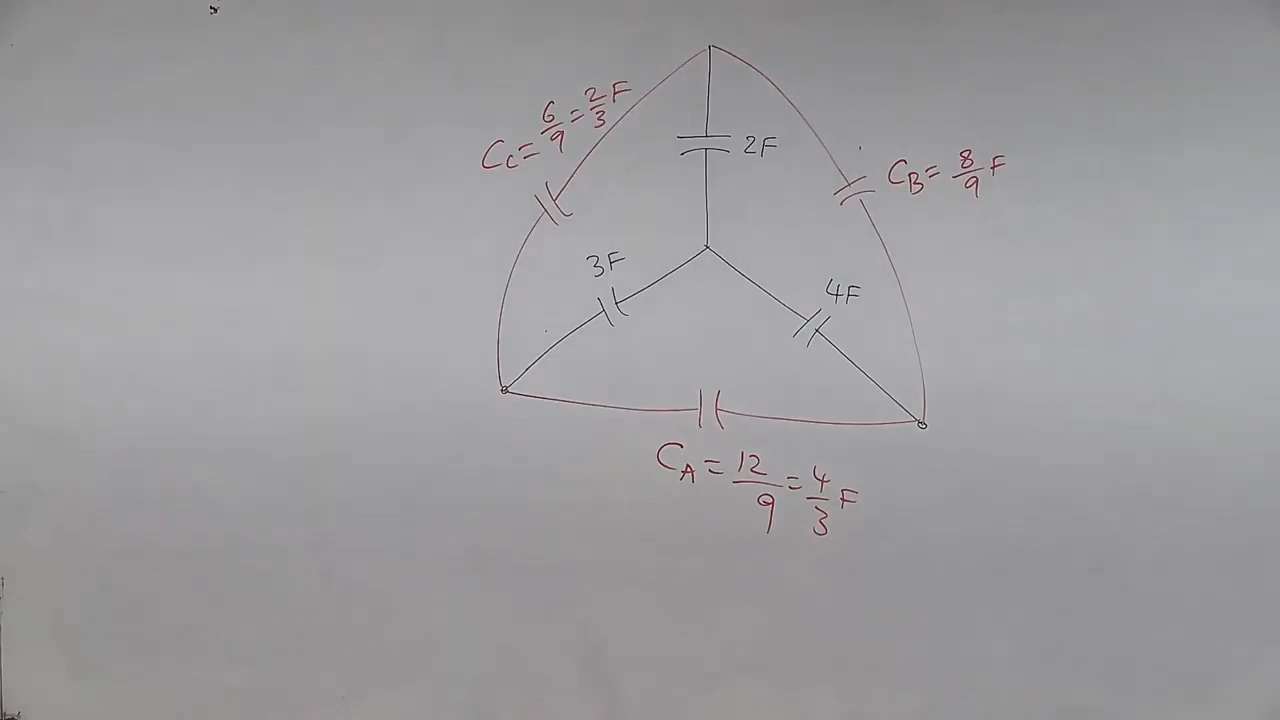 C_C = 6/9 = 2/3 F
2F
C_B = 8/9 F
3F
4F
C_A = 12/9 = 4/3 F